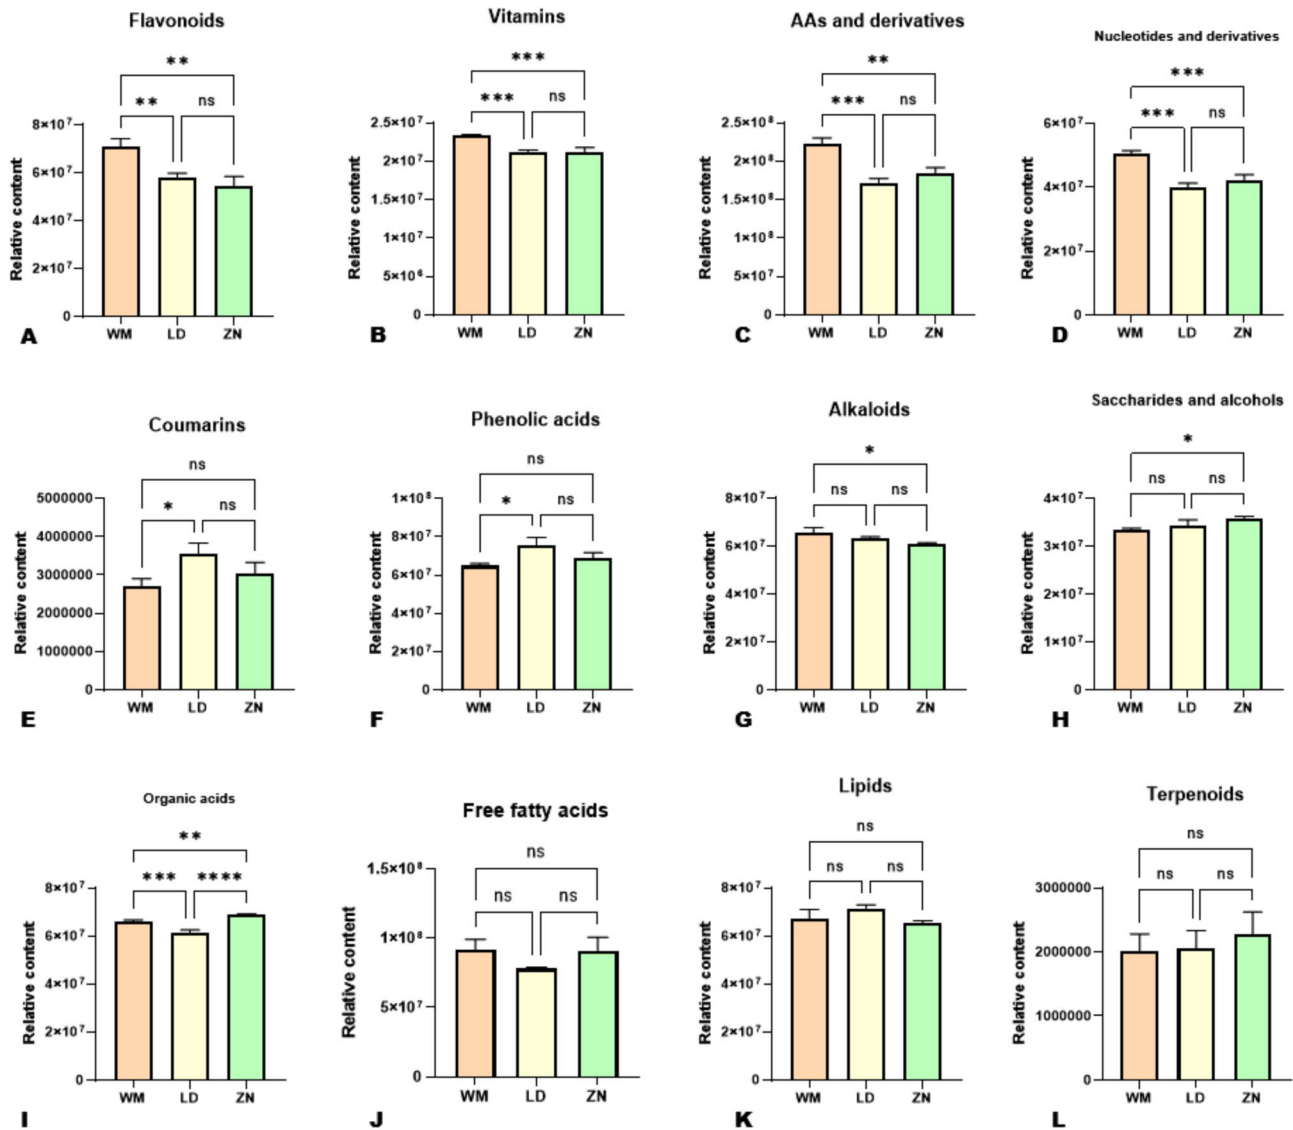 Flavonoids
**
** ns
Relative content
8×10⁷
6×10⁷
4×10⁷
2×10⁷
0
WM LD ZN
A
Vitamins
***
*** ns
Relative content
2.5×10⁷
2×10⁷
1.5×10⁷
1×10⁷
5×10⁶
0
WM LD ZN
B
AAs and derivatives
**
*** ns
Relative content
2.5×10⁸
2×10⁸
1.5×10⁸
1×10⁸
5×10⁷
0
WM LD ZN
C
Nucleotides and derivatives
***
*** ns
Relative content
6×10⁷
4×10⁷
2×10⁷
0
WM LD ZN
D
Coumarins
ns
* ns
Relative content
5000000
4000000
3000000
2000000
1000000
0
WM LD ZN
E
Phenolic acids
ns
* ns
Relative content
1×10⁸
8×10⁷
6×10⁷
4×10⁷
2×10⁷
0
WM LD ZN
F
Alkaloids
*
ns ns
Relative content
8×10⁷
6×10⁷
4×10⁷
2×10⁷
0
WM LD ZN
G
Saccharides and alcohols
*
ns ns
Relative content
4×10⁷
3×10⁷
2×10⁷
1×10⁷
0
WM LD ZN
H
Organic acids
**
*** ****
Relative content
8×10⁷
6×10⁷
4×10⁷
2×10⁷
0
WM LD ZN
I
Free fatty acids
ns
ns ns
Relative content
1.5×10⁸
1×10⁸
5×10⁷
0
WM LD ZN
J
Lipids
ns
ns ns
Relative content
8×10⁷
6×10⁷
4×10⁷
2×10⁷
0
WM LD ZN
K
Terpenoids
ns
ns ns
Relative content
3000000
2000000
1000000
0
WM LD ZN
L